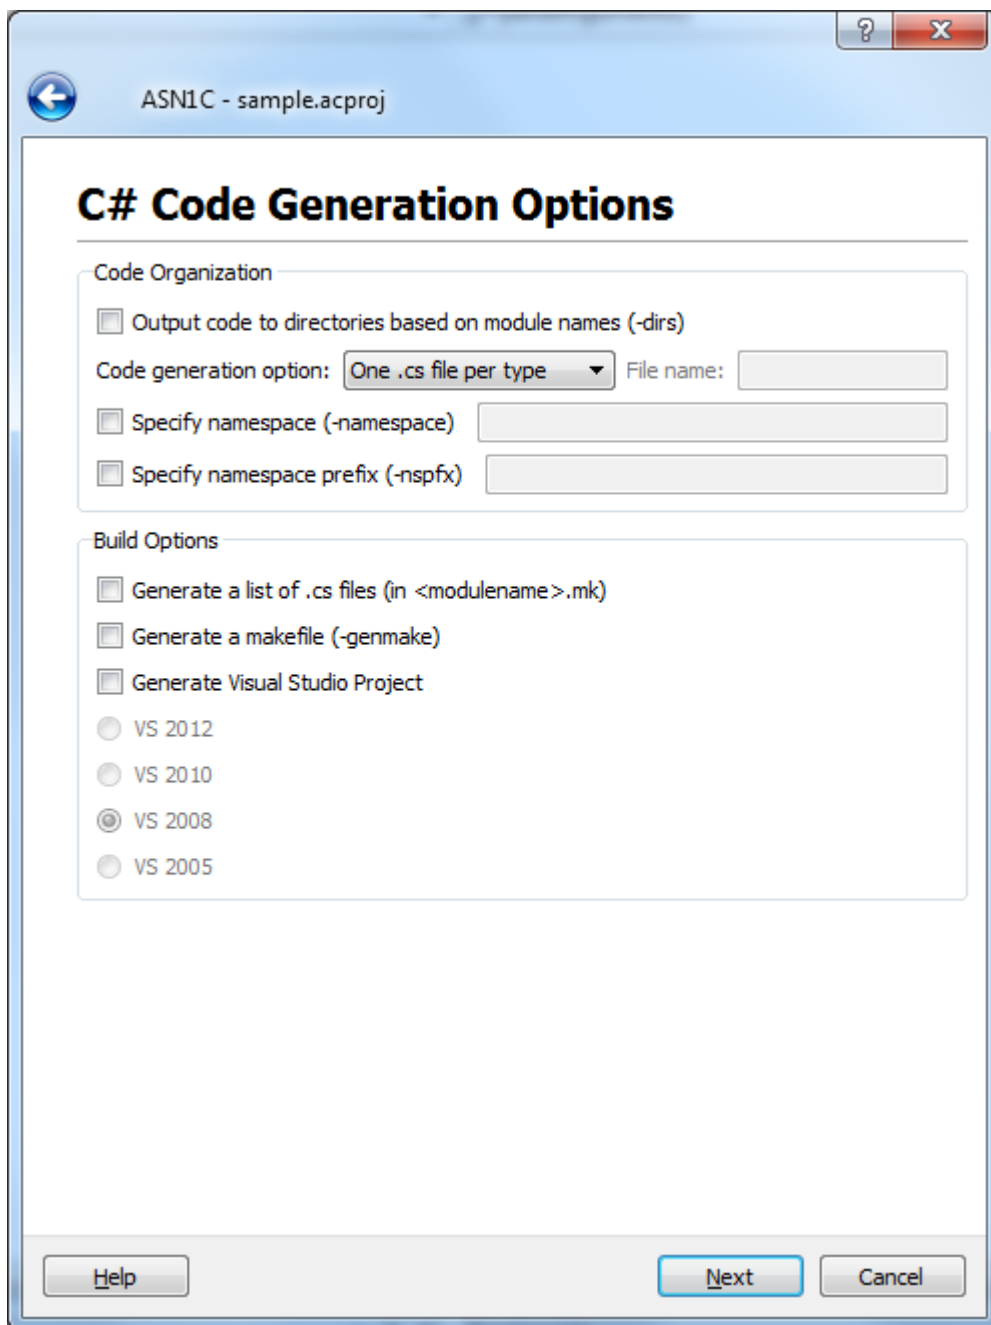 ASN1C - sample.acproj
C# Code Generation Options
Code Organization
Output code to directories based on module names (-dirs)
Code generation option: One .cs file per type File name:
Specify namespace (-namespace)
Specify namespace prefix (-nspfx)
Build Options
Generate a list of .cs files (in <modulename>.mk)
Generate a makefile (-genmake)
Generate Visual Studio Project
VS 2012
VS 2010
VS 2008
VS 2005
Help Next Cancel